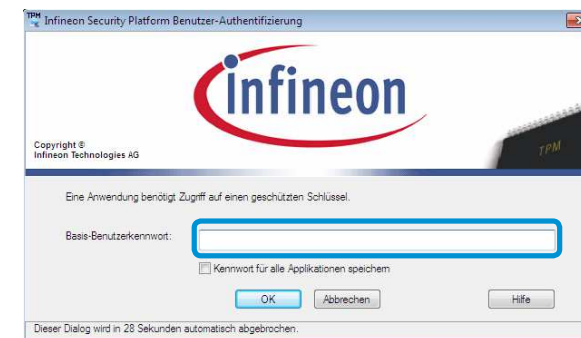 Infineon Security Platform Benutzer-Authentifizierung
infineon
Copyright ©
Infineon Technologies AG
TPM
Eine Anwendung benötigt Zugriff auf einen geschützten Schlüssel.
Basis-Benutzerkennwort:
Kennwort für alle Applikationen speichern
OK Abbrechen Hilfe
Dieser Dialog wird in 28 Sekunden automatisch abgebrochen.